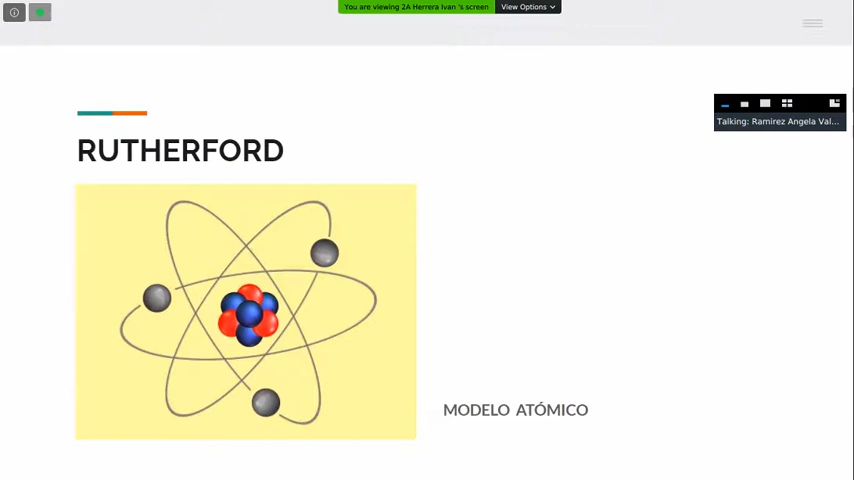 You are viewing 2A Herrera Ivan 's screen
View Options
Talking: Ramirez Angela Val...
RUTHERFORD
MODELO ATÓMICO